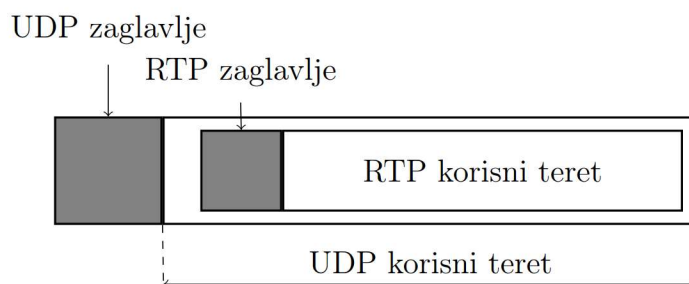 UDP zaglavlje
RTP zaglavlje
RTP korisni teret
UDP korisni teret